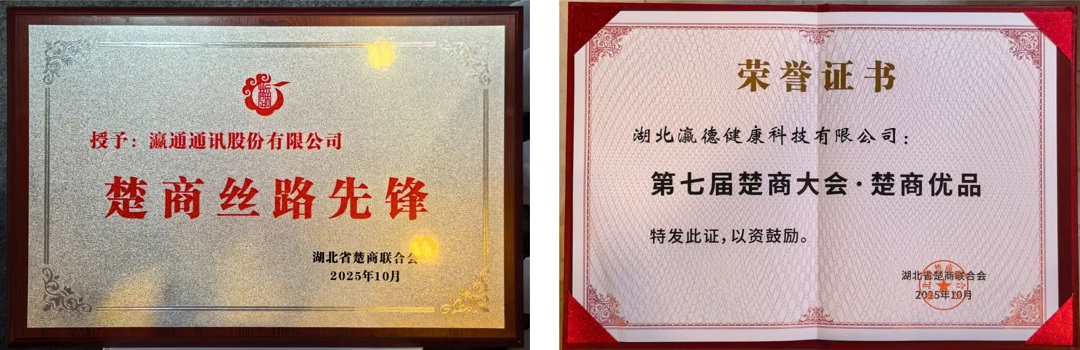 授予：瀛通通讯股份有限公司
楚商丝路先锋
湖北省楚商联合会
2025年10月
荣誉证书
湖北瀛德健康科技有限公司：
第七届楚商大会·楚商优品
特发此证，以资鼓励。
湖北省楚商联合会
2025年10月